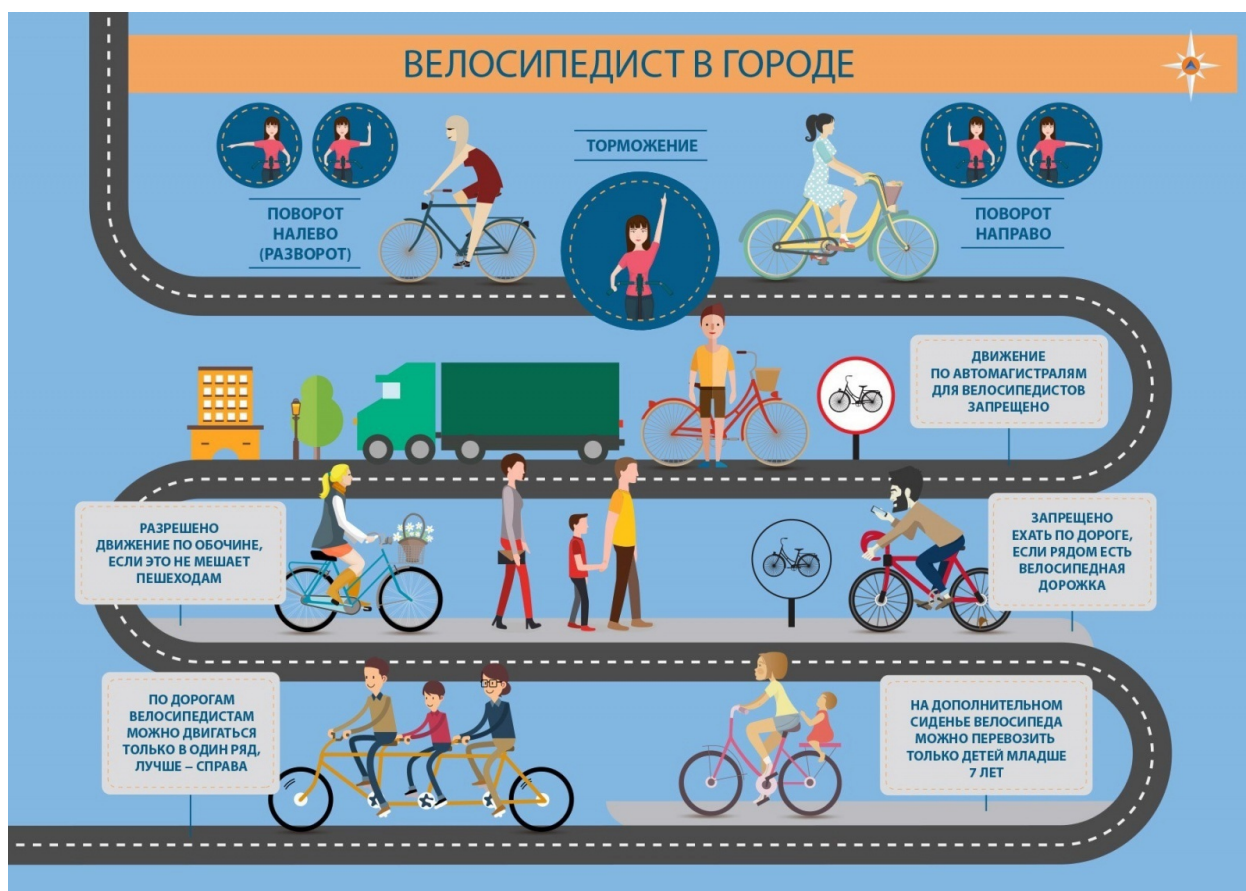 ВЕЛОСИПЕДИСТ В ГОРОДЕ
ПОВОРОТ
НАЛЕВО
(РАЗВОРОТ)
ТОРМОЖЕНИЕ
ПОВОРОТ
НАПРАВО
ДВИЖЕНИЕ
ПО АВТОМАГИСТРАЛЯМ
ДЛЯ ВЕЛОСИПЕДИСТОВ
ЗАПРЕЩЕНО
РАЗРЕШЕНО
ДВИЖЕНИЕ ПО ОБОЧИНЕ,
ЕСЛИ ЭТО НЕ МЕШАЕТ
ПЕШЕХОДАМ
ЗАПРЕЩЕНО
ЕХАТЬ ПО ДОРОГЕ,
ЕСЛИ РЯДОМ ЕСТЬ
ВЕЛОСИПЕДНАЯ
ДОРОЖКА
ПО ДОРОГАМ
ВЕЛОСИПЕДИСТАМ
МОЖНО ДВИГАТЬСЯ
ТОЛЬКО В ОДИН РЯД,
ЛУЧШЕ – СПРАВА
НА ДОПОЛНИТЕЛЬНОМ
СИДЕНЬЕ ВЕЛОСИПЕДА
МОЖНО ПЕРЕВОЗИТЬ
ТОЛЬКО ДЕТЕЙ МЛАДШЕ
7 ЛЕТ